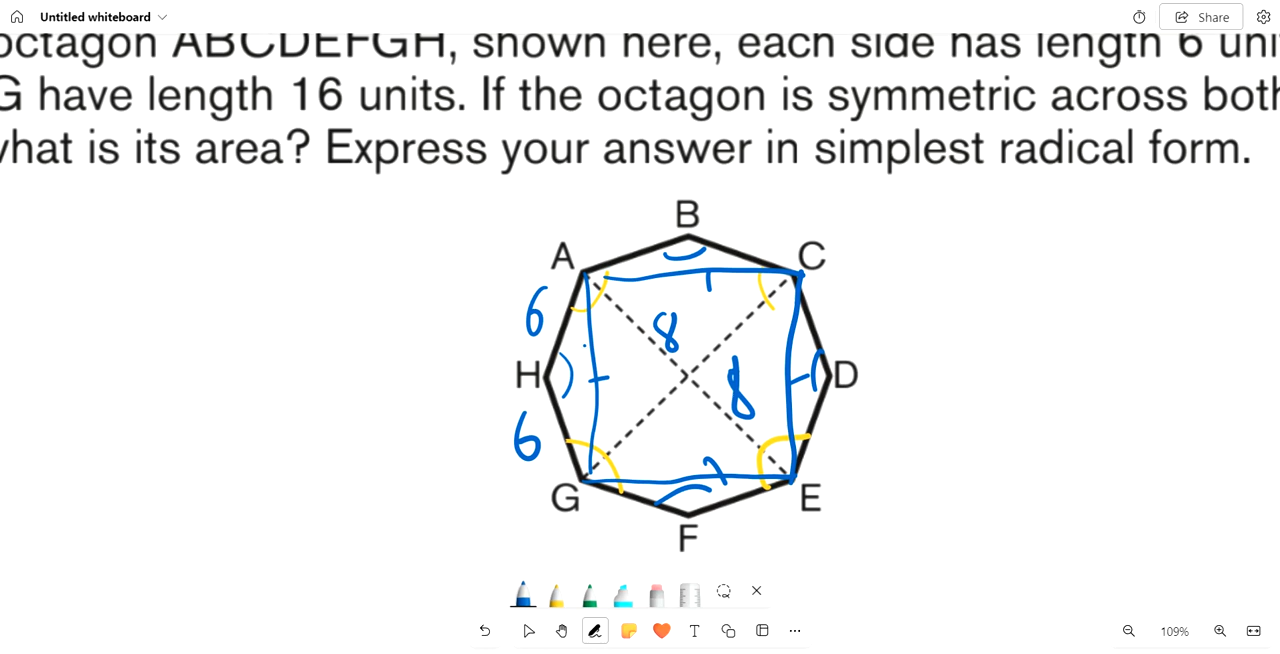 Untitled whiteboard
Share
octagon ABCDEFGH, shown here, each side has length 6 uni
G have length 16 units. If the octagon is symmetric across both
what is its area? Express your answer in simplest radical form.
B
A
C
6
8
H
8
D
6
G
E
F
T
109%